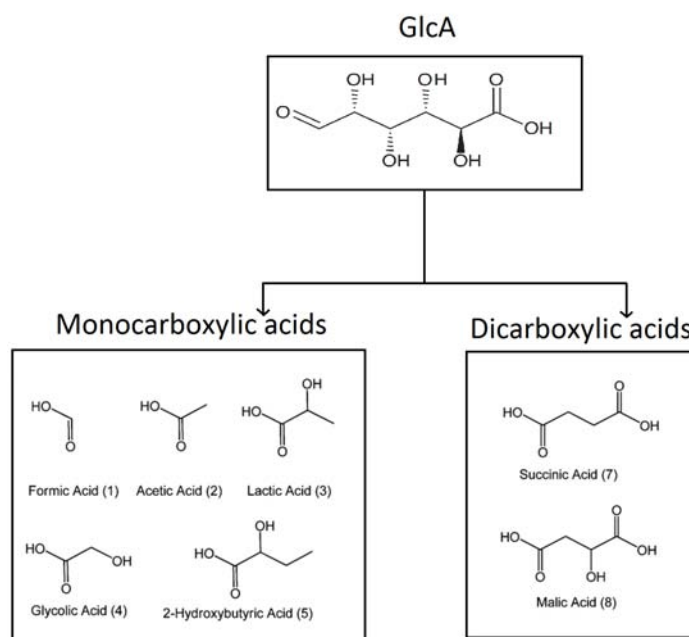 GlcA
OH OH O
O OH
OH OH
Monocarboxylic acids
Dicarboxylic acids
HO
O
Formic Acid (1)
HO
O
Acetic Acid (2)
OH
HO
O
Lactic Acid (3)
HO
OH
O
Glycolic Acid (4)
OH
HO
O
2-Hydroxybutyric Acid (5)
O
HO
O
OH
Succinic Acid (7)
O
HO
OH
O
OH
Malic Acid (8)